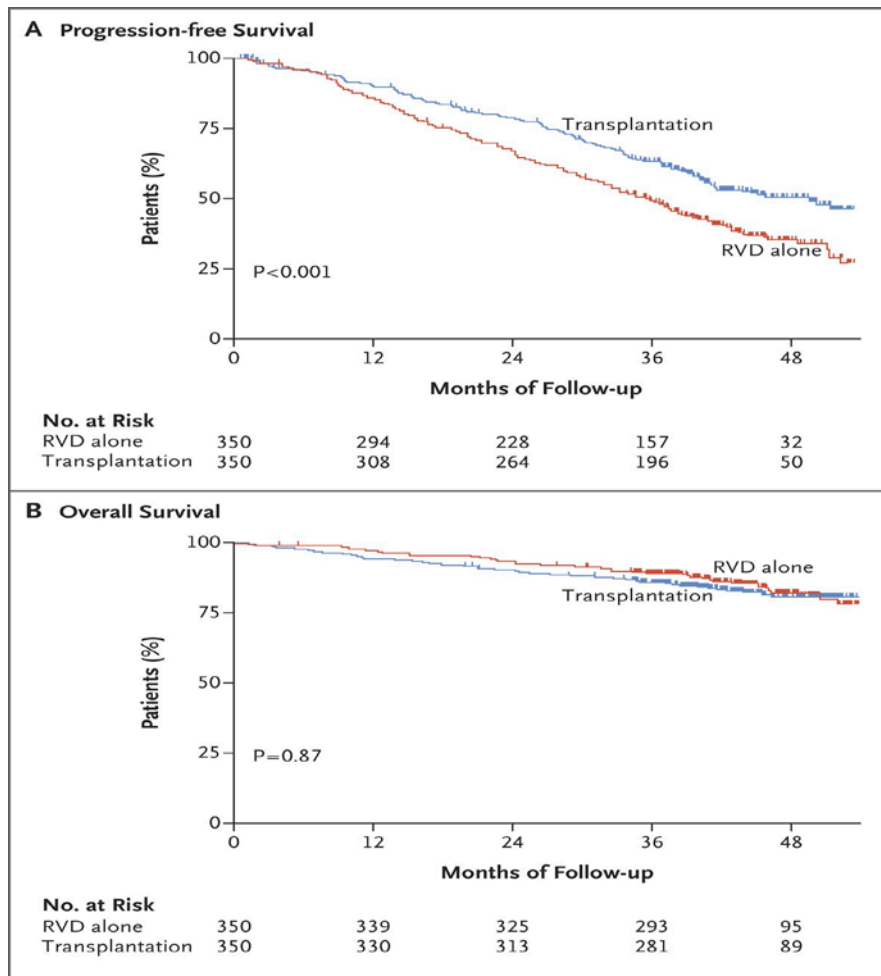 A Progression-free Survival
100
75
50
25
0
Patients (%)
Transplantation
RVD alone
P<0.001
0 12 24 36 48
Months of Follow-up
No. at Risk
RVD alone 350 294 228 157 32
Transplantation 350 308 264 196 50
B Overall Survival
100
75
50
25
0
Patients (%)
RVD alone
Transplantation
P=0.87
0 12 24 36 48
Months of Follow-up
No. at Risk
RVD alone 350 339 325 293 95
Transplantation 350 330 313 281 89